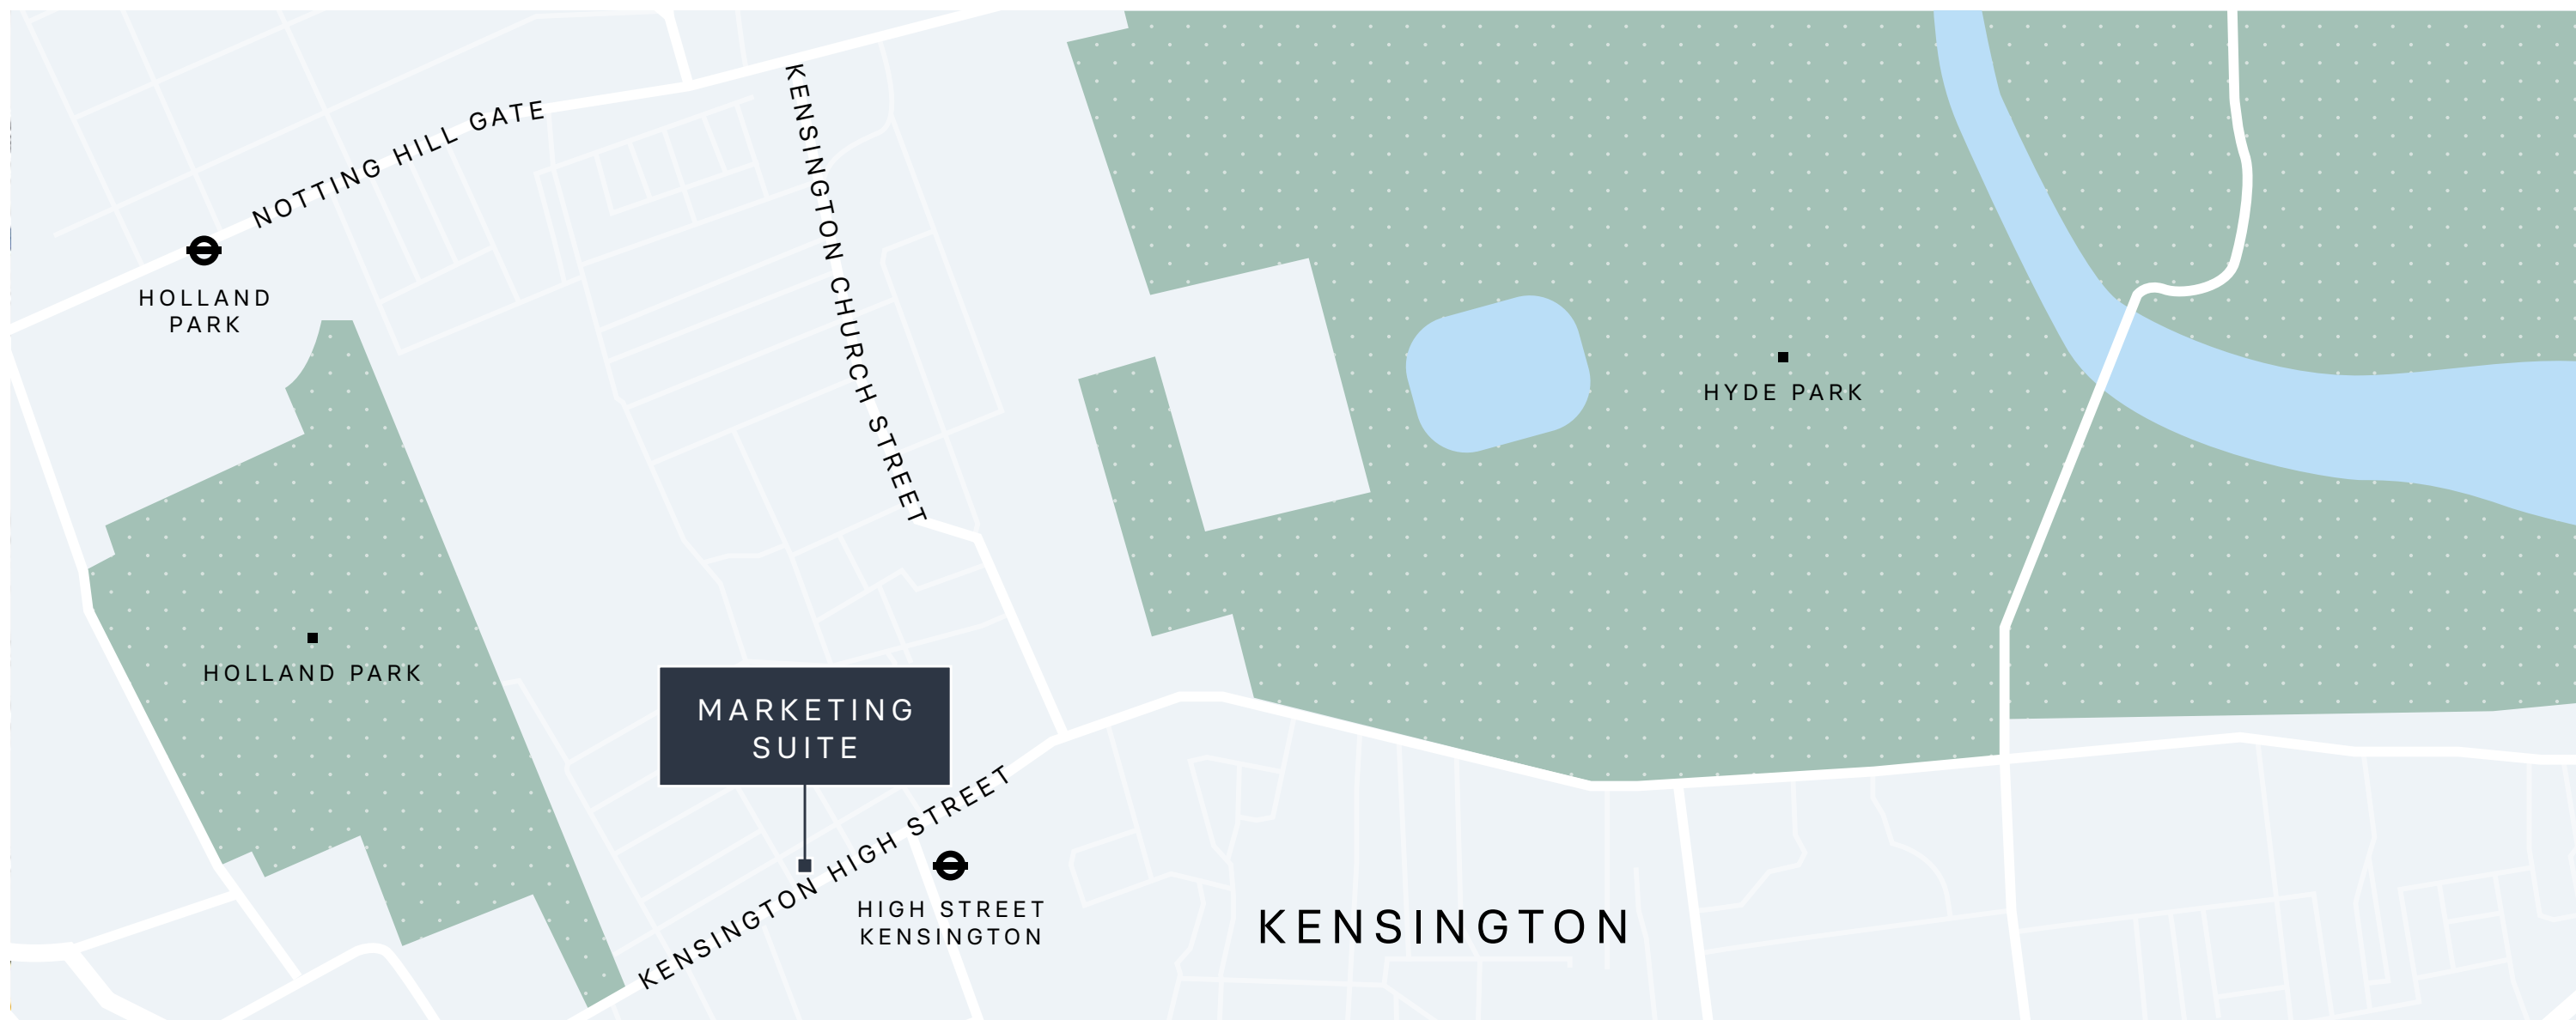 NOTTING HILL GATE
KENSINGTON CHURCH STREET
HOLLAND
PARK
HYDE PARK
HOLLAND PARK
MARKETING
SUITE
KENSINGTON HIGH STREET
HIGH STREET
KENSINGTON
KENSINGTON